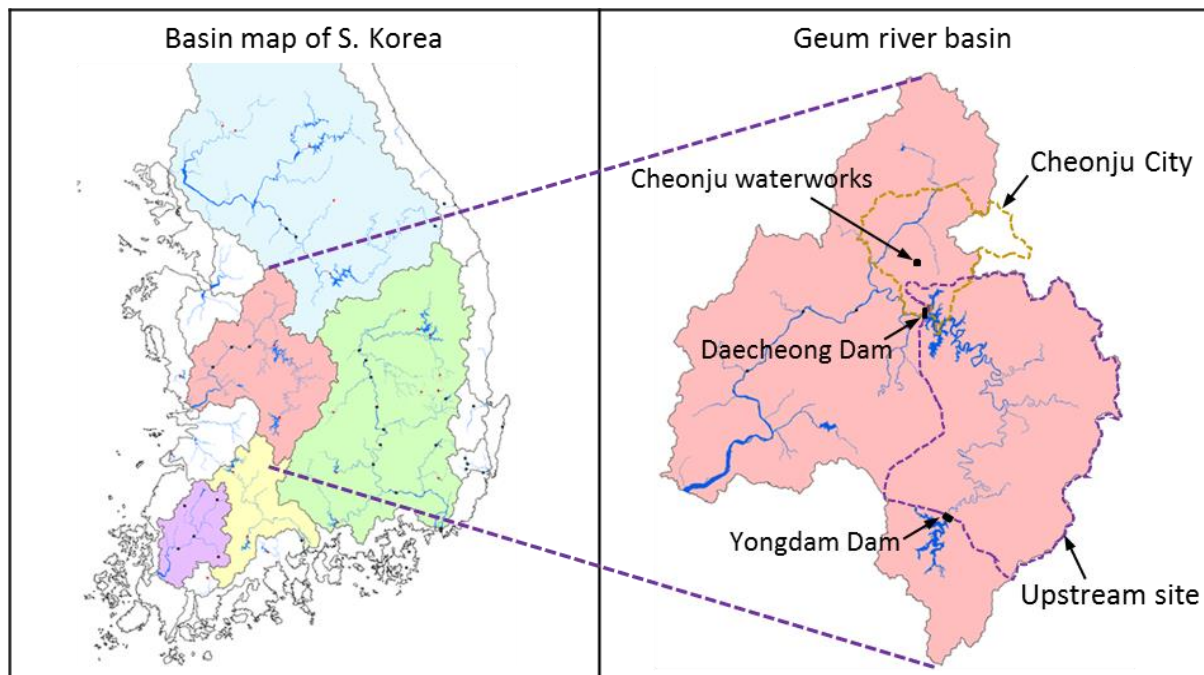 Basin map of S. Korea
Geum river basin
Cheonju waterworks
Cheonju City
Daecheong Dam
Yongdam Dam
Upstream site